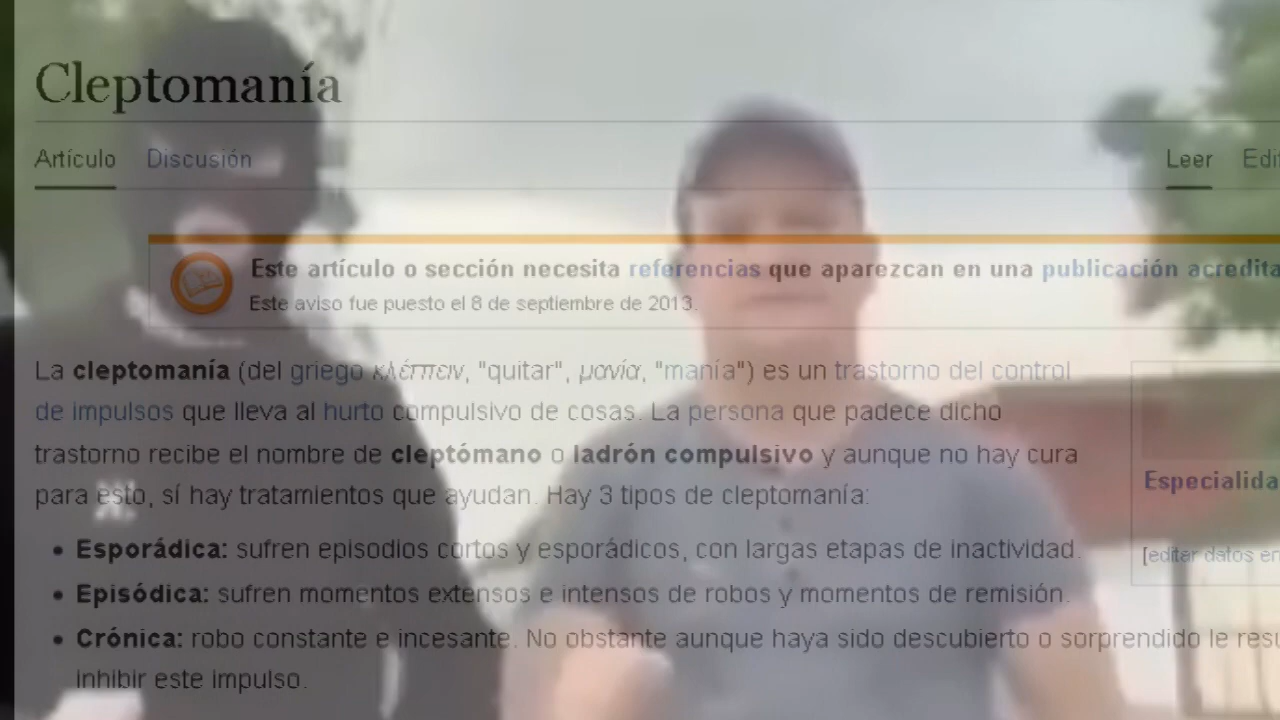 Cleptomanía
Artículo Discusión Leer Edit
Este artículo o sección necesita referencias que aparezcan en una publicación acredita
Este aviso fue puesto el 8 de septiembre de 2013.
La cleptomanía (del griego κλέπτειν, "quitar", μανία, "manía") es un trastorno del control
de impulsos que lleva al hurto compulsivo de cosas. La persona que padece dicho
trastorno recibe el nombre de cleptómano o ladrón compulsivo y aunque no hay cura
para esto, sí hay tratamientos que ayudan. Hay 3 tipos de cleptomanía:
Especialida
[editar datos en
• Esporádica: sufren episodios cortos y esporádicos, con largas etapas de inactividad.
• Episódica: sufren momentos extensos e intensos de robos y momentos de remisión.
• Crónica: robo constante e incesante. No obstante aunque haya sido descubierto o sorprendido le resu
inhibir este impulso.